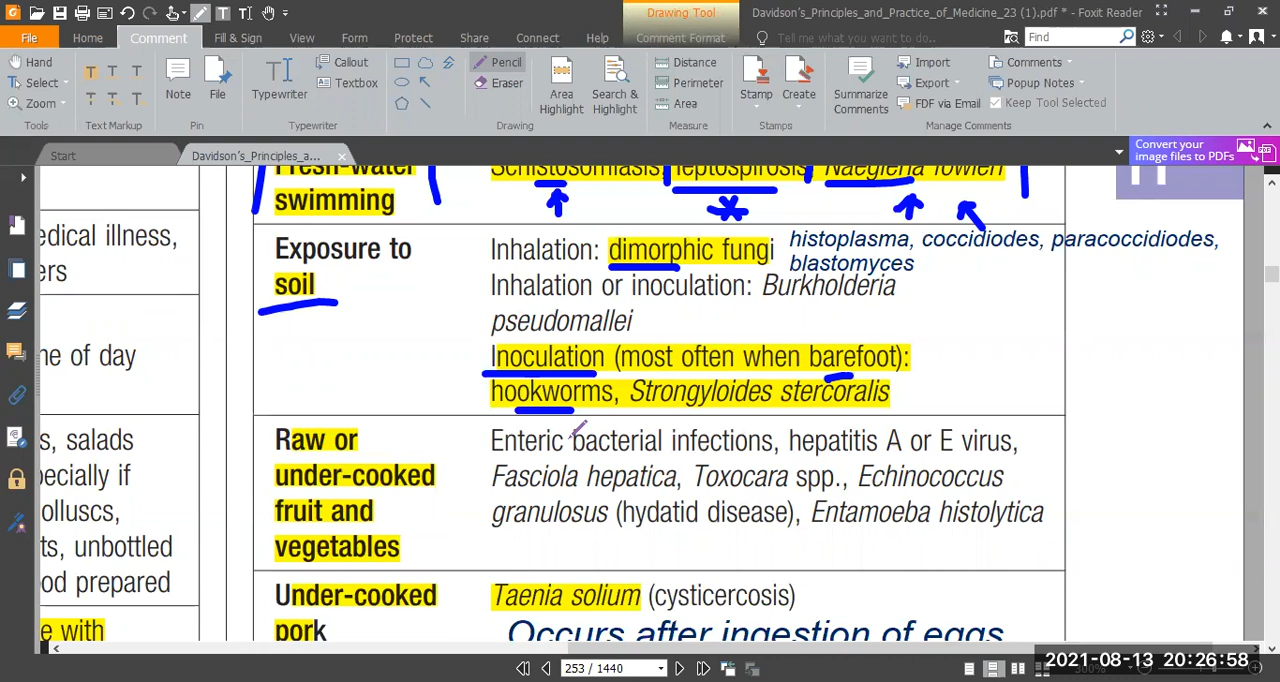 Drawing Tool
Davidson's_Principles_and_Practice_of_Medicine_23 (1).pdf * - Foxit Reader
File Home Comment Fill & Sign View Form Protect Share Connect Help Comment Format Tell me what you want to do.. Find
Hand
Select
Zoom
Tools
Text Markup
Note
File
Pin
Typewriter
Callout
Textbox
Typewriter
Pencil
Eraser
Area Highlight
Search & Highlight
Drawing
Distance
Perimeter
Area
Measure
Stamp
Create
Stamps
Summarize Comments
Import
Export
FDF via Email
Comments
Popup Notes
Keep Tool Selected
Manage Comments
Start
Davidson's_Principles_a...
Convert your
image files to PDFs
edical illness,
ers
ne of day
s, salads
pecially if
olluscs,
ts, unbottled
ood prepared
e with
Fresh-water
swimming
Schistosomiasis, leptospirosis, Naegleria fowleri
Exposure to
soil
Inhalation: dimorphic fungi
histoplasma, coccidiodes, paracoccidiodes,
blastomyces
Inhalation or inoculation: Burkholderia
pseudomallei
Inoculation (most often when barefoot):
hookworms, Strongyloides stercoralis
Raw or
under-cooked
fruit and
vegetables
Enteric bacterial infections, hepatitis A or E virus,
Fasciola hepatica, Toxocara spp., Echinococcus
granulosus (hydatid disease), Entamoeba histolytica
Under-cooked
pork
Taenia solium (cysticercosis)
Occurs after ingestion of eggs
253 / 1440
2021-08-13 20:26:58